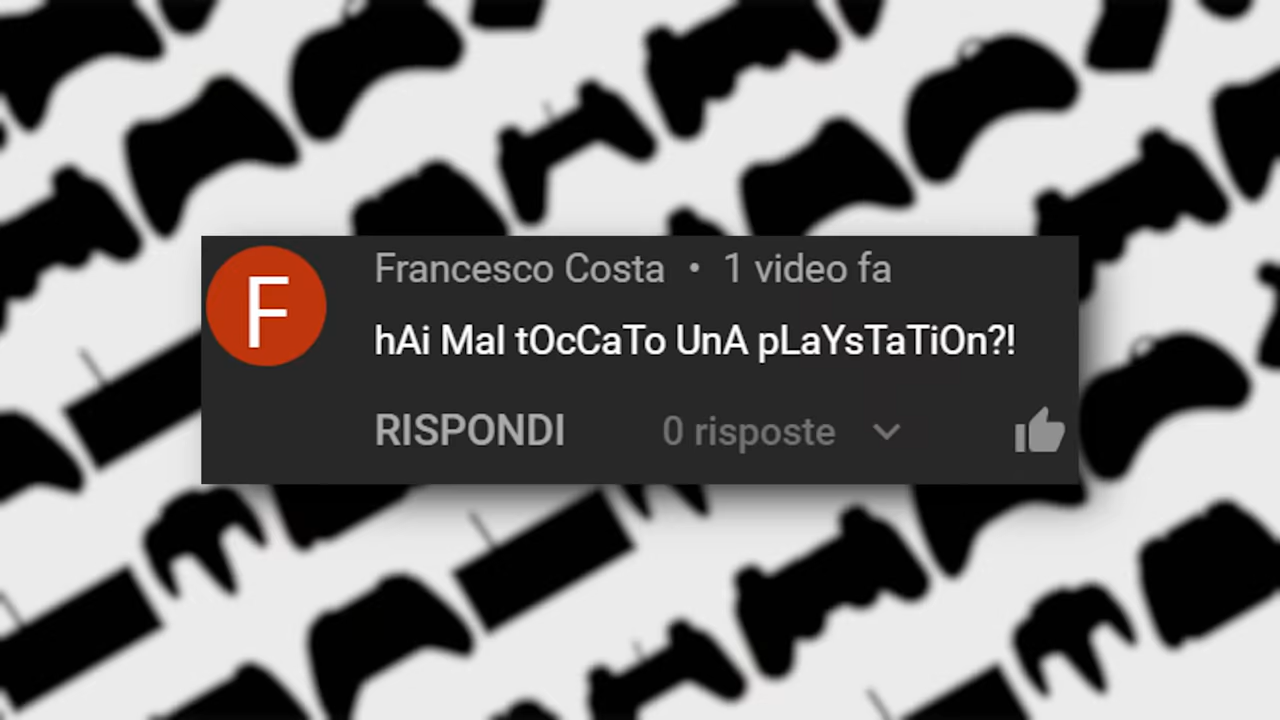 F
Francesco Costa • 1 video fa
hAi MaI tOcCaTo UnA pLaYsTaTiOn?!
RISPONDI 0 risposte